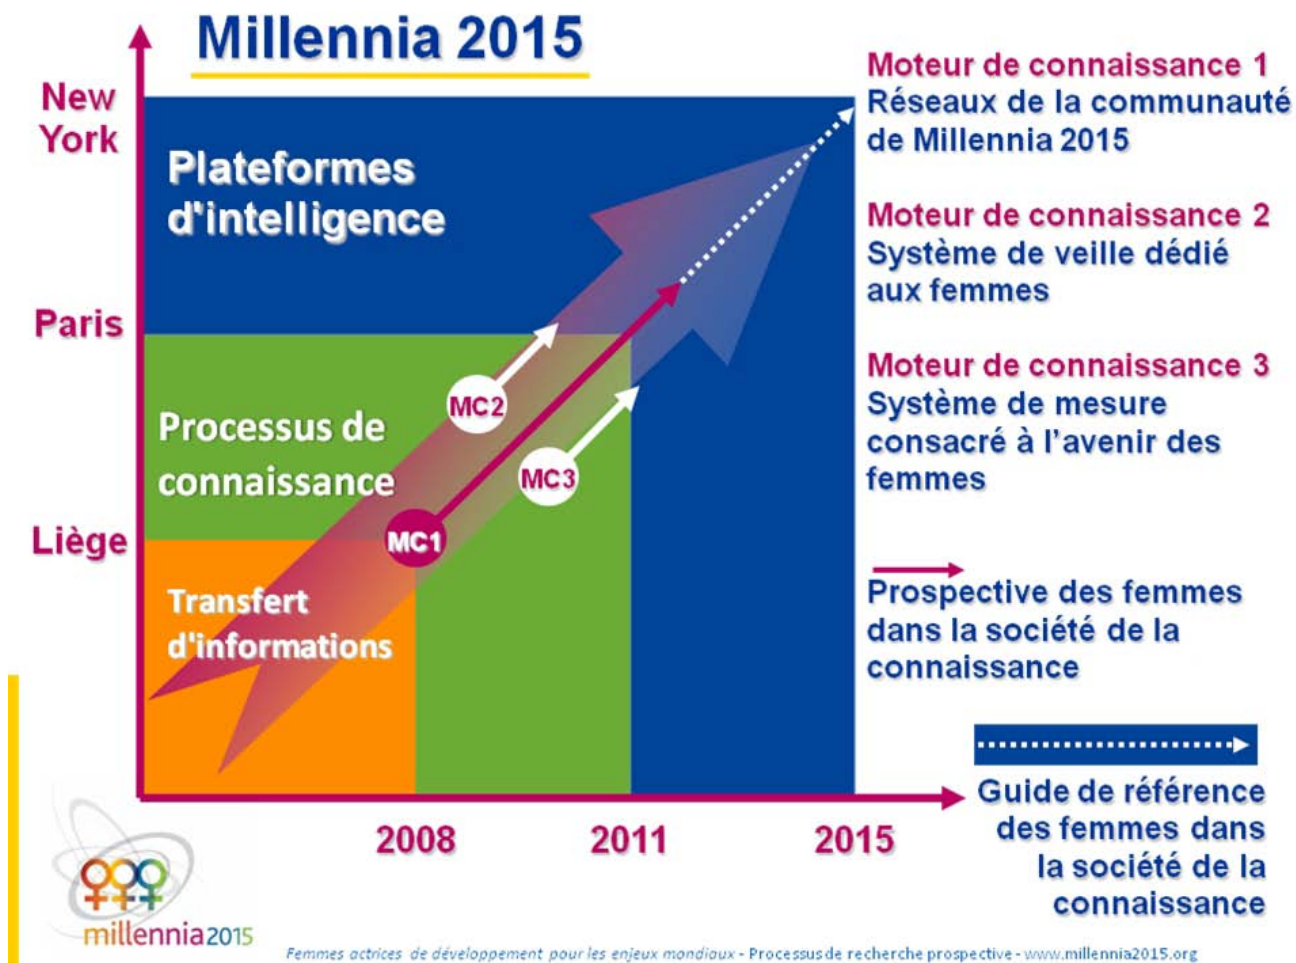 Millennia 2015
New
York
Paris
Liège
Plateformes
d'intelligence
Processus de
connaissance
Transfert
d'informations
MC2
MC3
MC1
2008
2011
2015
Moteur de connaissance 1
Réseaux de la communauté
de Millennia 2015
Moteur de connaissance 2
Système de veille dédié
aux femmes
Moteur de connaissance 3
Système de mesure
consacré à l'avenir des
femmes
Prospective des femmes
dans la société de la
connaissance
Guide de référence
des femmes dans
la société de la
connaissance
millennia2015
Femmes actrices de développement pour les enjeux mondiaux - Processus de recherche prospective - www.millennia2015.org